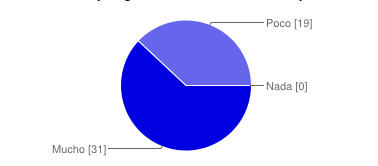 Poco [19]
Nada [0]
Mucho [31]